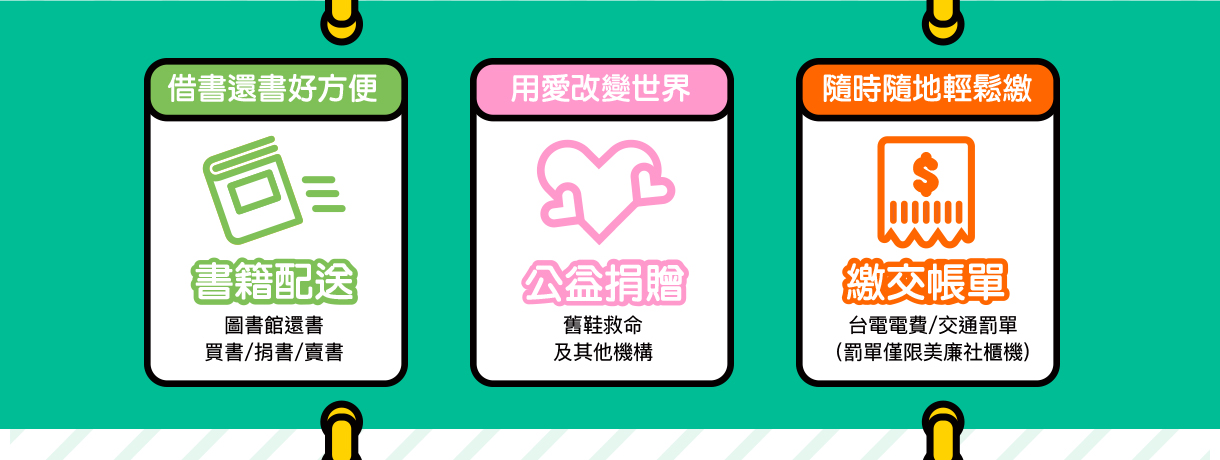 借書還書好方便
書籍配送
圖書館還書
買書/捐書/賣書
用愛改變世界
公益捐贈
舊鞋救命
及其他機構
隨時隨地輕鬆繳
$
繳交帳單
台電電費/交通罰單
(罰單僅限美廉社櫃機)